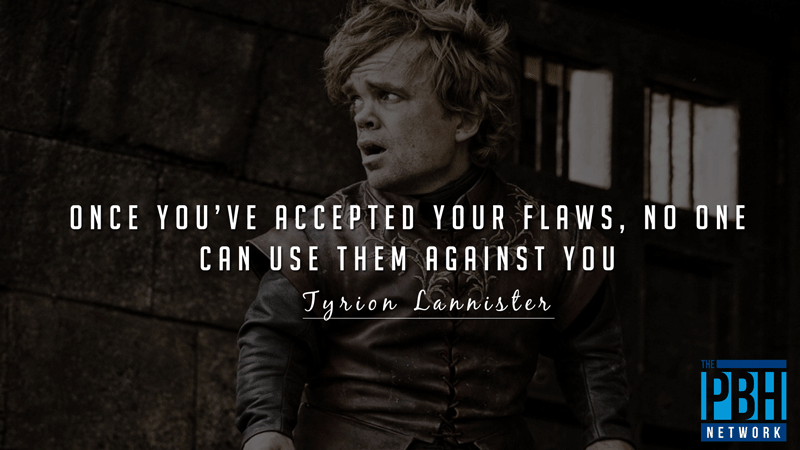 ONCE YOU'VE ACCEPTED YOUR FLAWS, NO ONE
CAN USE THEM AGAINST YOU
Tyrion Lannister
THE
PBH
NETWORK